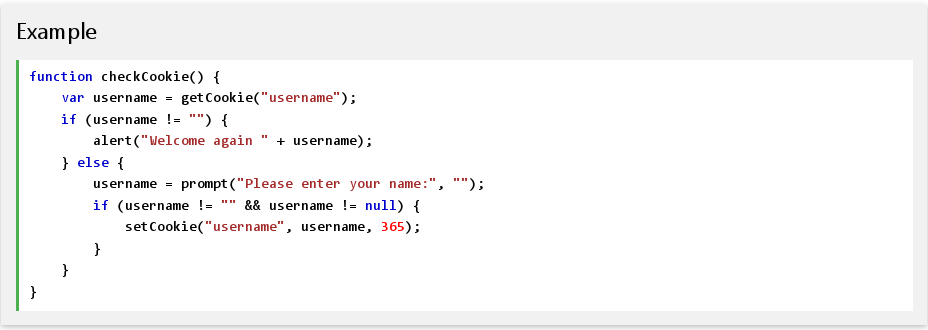 Example
function checkCookie() {
    var username = getCookie("username");
    if (username != "") {
        alert("Welcome again " + username);
    } else {
        username = prompt("Please enter your name:", "");
        if (username != "" && username != null) {
            setCookie("username", username, 365);
        }
    }
}